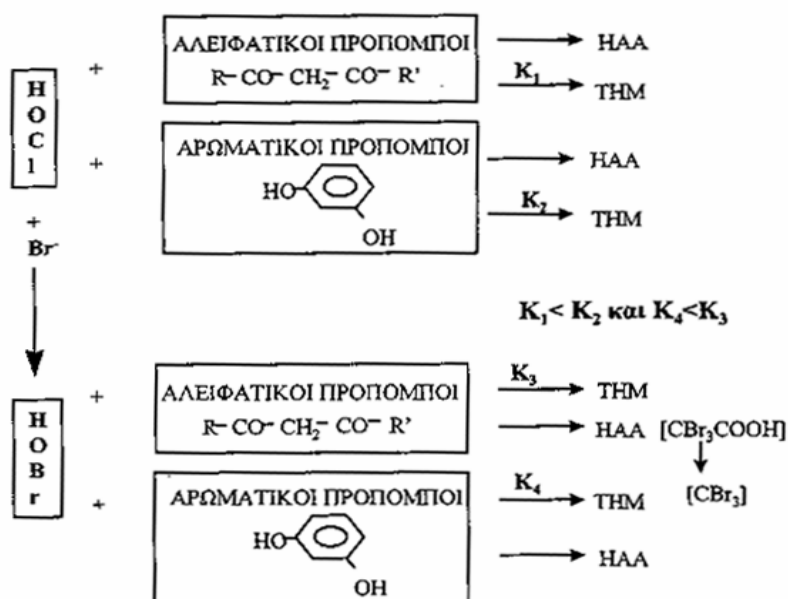 ΑΛΕΙΦΑΤΙΚΟΙ ΠΡΟΠΟΜΠΟΙ
R-CO-CH₂-CO-R'
HAA
K₁
THM
HOCl
+
+
ΑΡΩΜΑΤΙΚΟΙ ΠΡΟΠΟΜΠΟΙ
HO
OH
HAA
K₂
THM
+
Br⁻
K₁< K₂ και K₄<K₃
HOBr
+
ΑΛΕΙΦΑΤΙΚΟΙ ΠΡΟΠΟΜΠΟΙ
R-CO-CH₂-CO-R'
K₃
THM
HAA [CBr₃COOH]
[CBr₃]
+
ΑΡΩΜΑΤΙΚΟΙ ΠΡΟΠΟΜΠΟΙ
HO
OH
K₄
THM
HAA